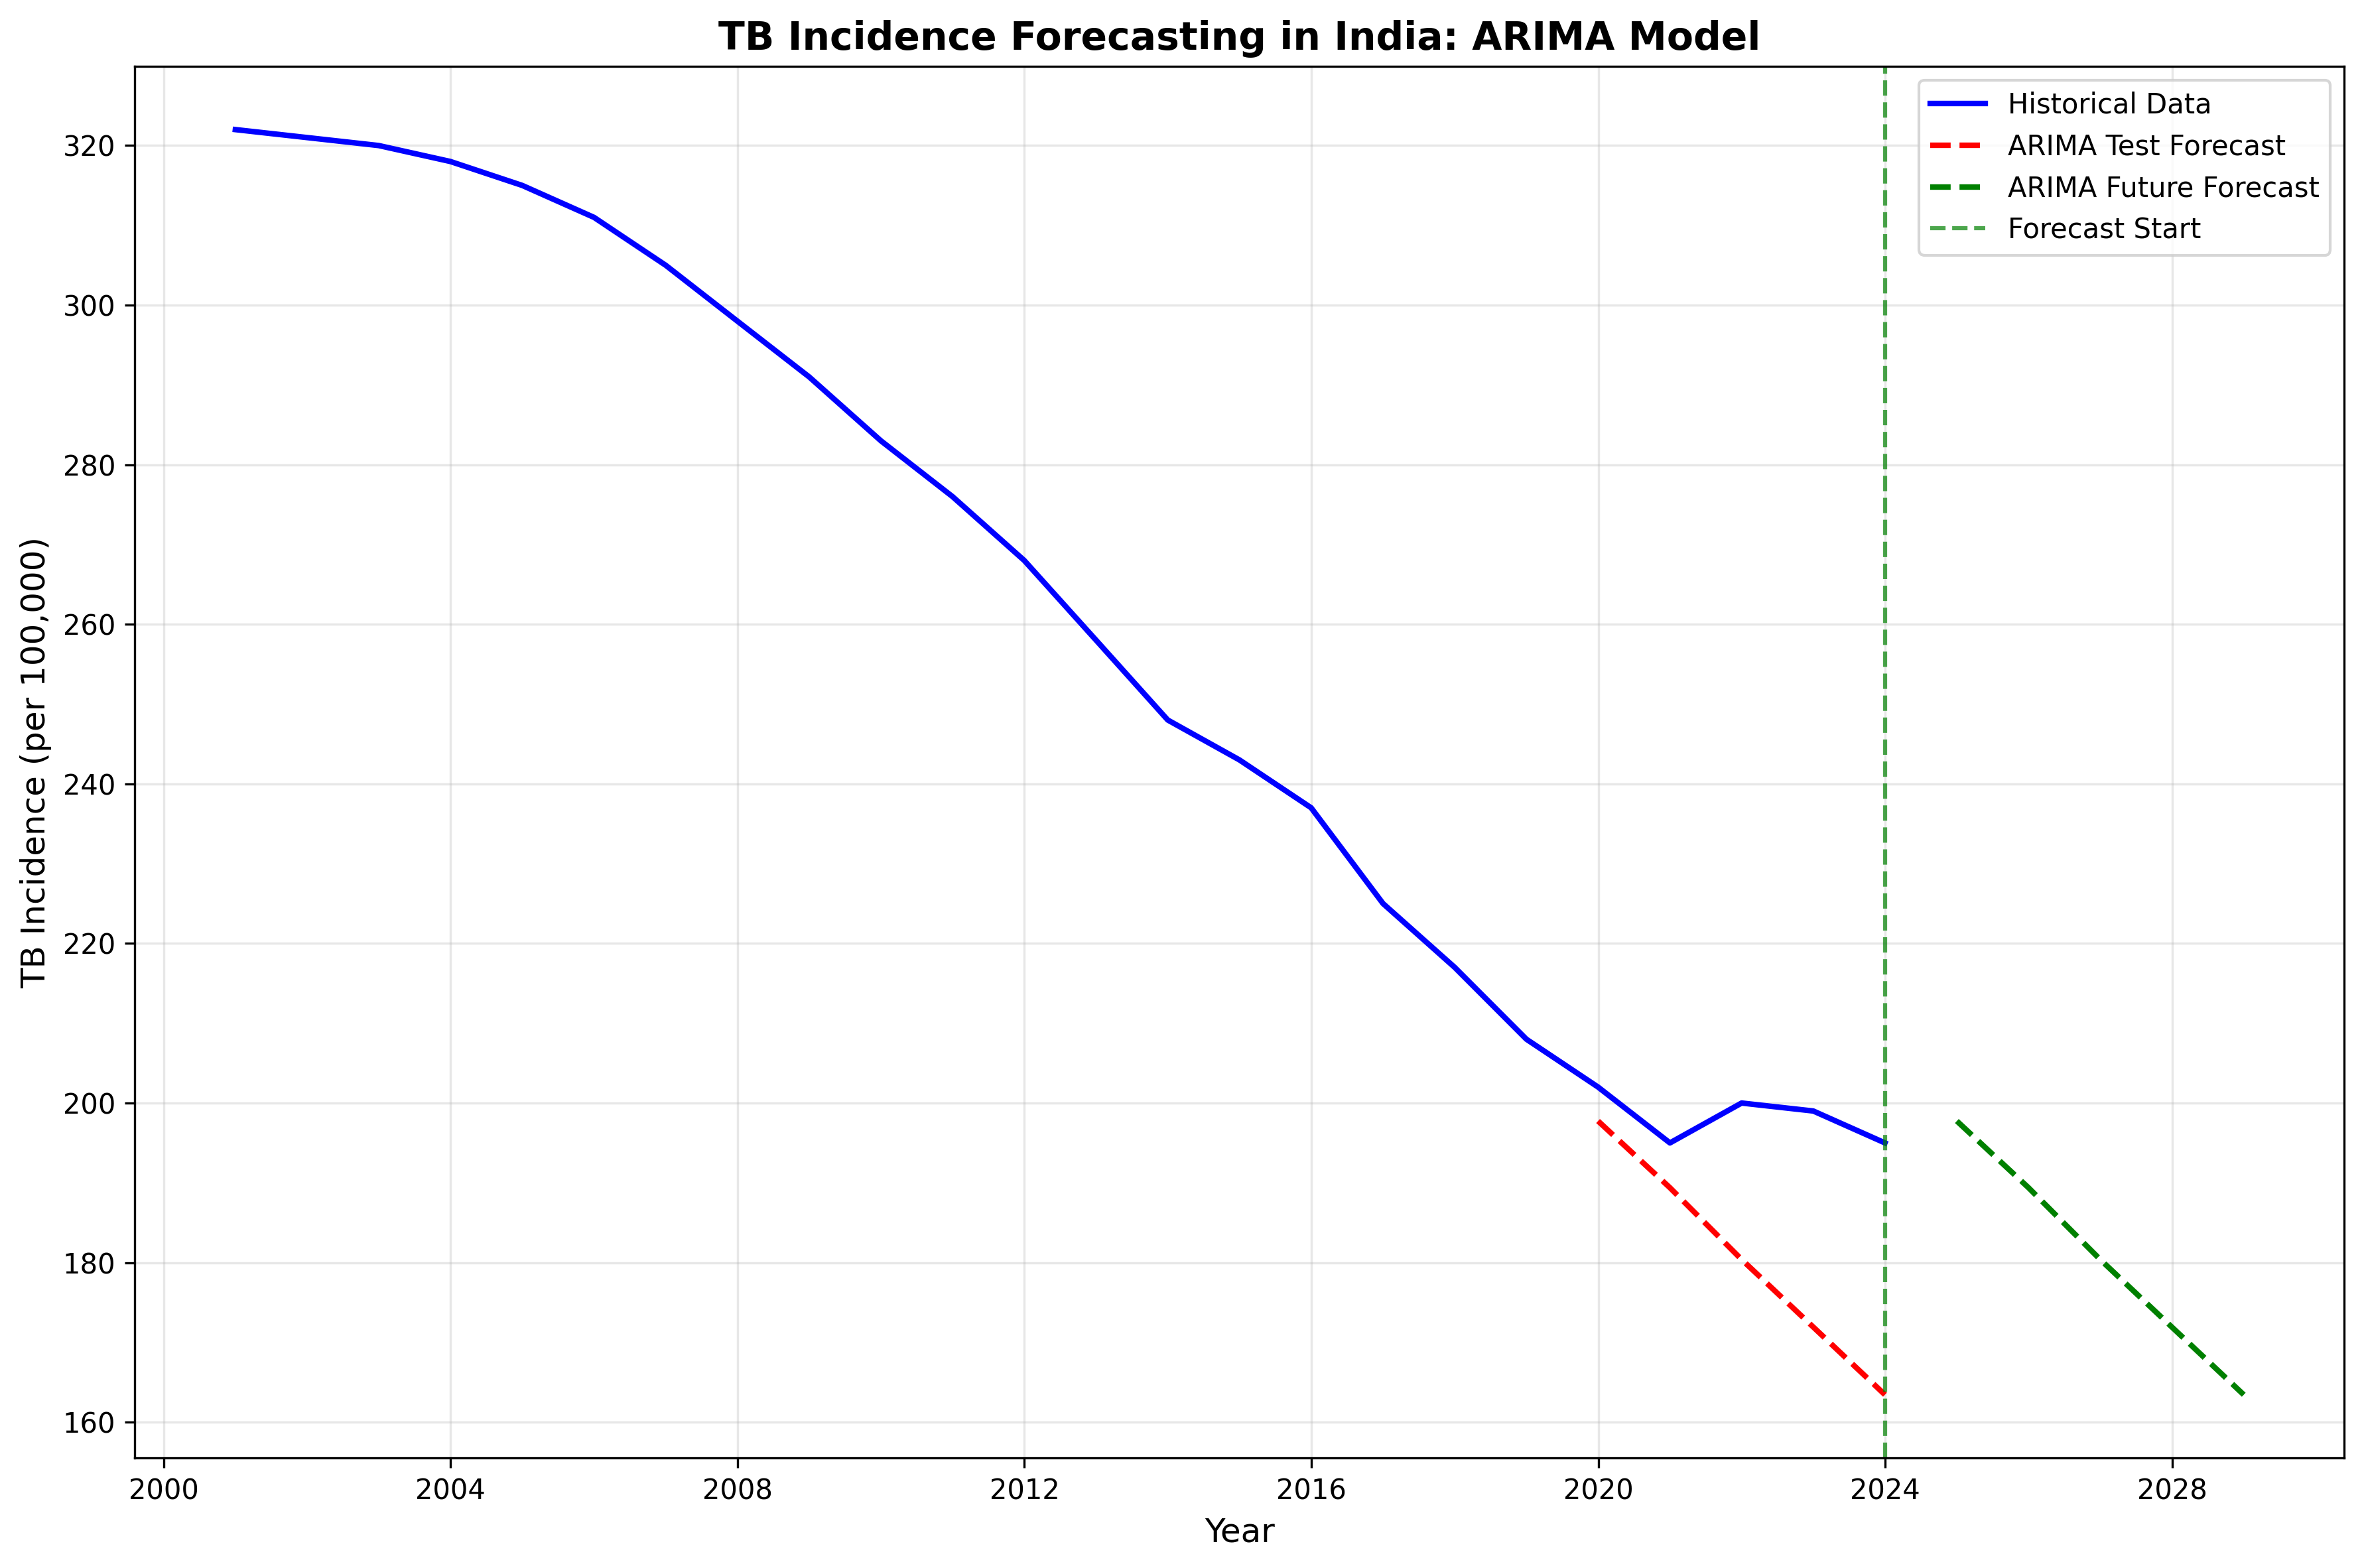 TB Incidence Forecasting in India: ARIMA Model
Historical Data
ARIMA Test Forecast
ARIMA Future Forecast
Forecast Start
TB Incidence (per 100,000)
320
300
280
260
240
220
200
180
160
2000 2004 2008 2012 2016 2020 2024 2028
Year